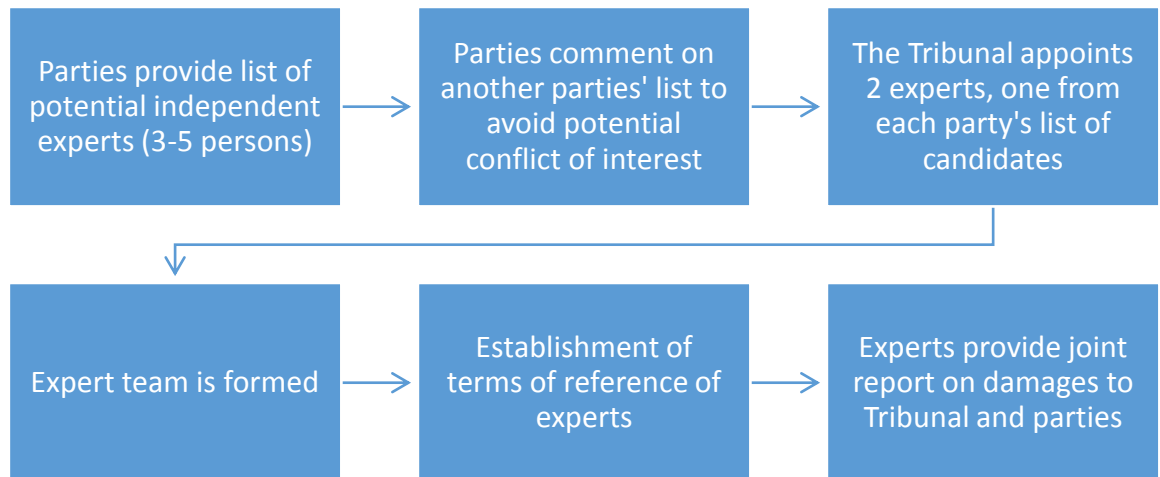 Parties provide list of
potential independent
experts (3-5 persons)
Parties comment on
another parties' list to
avoid potential
conflict of interest
The Tribunal appoints
2 experts, one from
each party's list of
candidates
Expert team is formed
Establishment of
terms of reference of
experts
Experts provide joint
report on damages to
Tribunal and parties